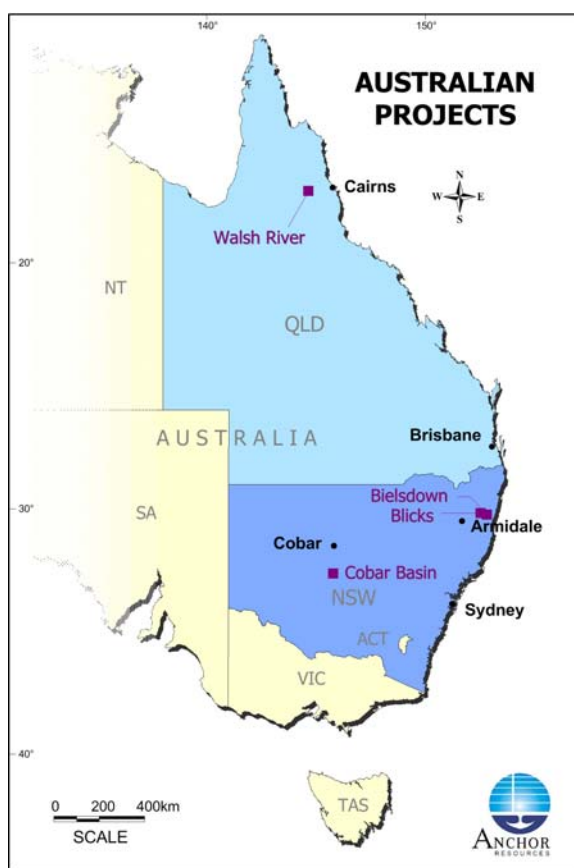 140°
150°
AUSTRALIAN
PROJECTS
Cairns
N
W E
S
Walsh River
20°
NT
QLD
AUSTRALIA
Brisbane
30°
Bielsdown
Blicks
SA
Armidale
Cobar
Cobar Basin
NSW
Sydney
ACT
VIC
40°
0 200 400km
SCALE
TAS
ANCHOR
RESOURCES